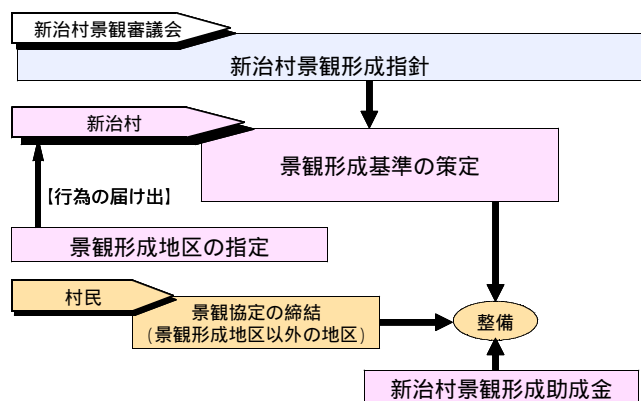 新治村景観審議会
新治村景観形成指針
新治村
景観形成基準の策定
【行為の届け出】
景観形成地区の指定
村民
景観協定の締結
(景観形成地区以外の地区)
整備
新治村景観形成助成金